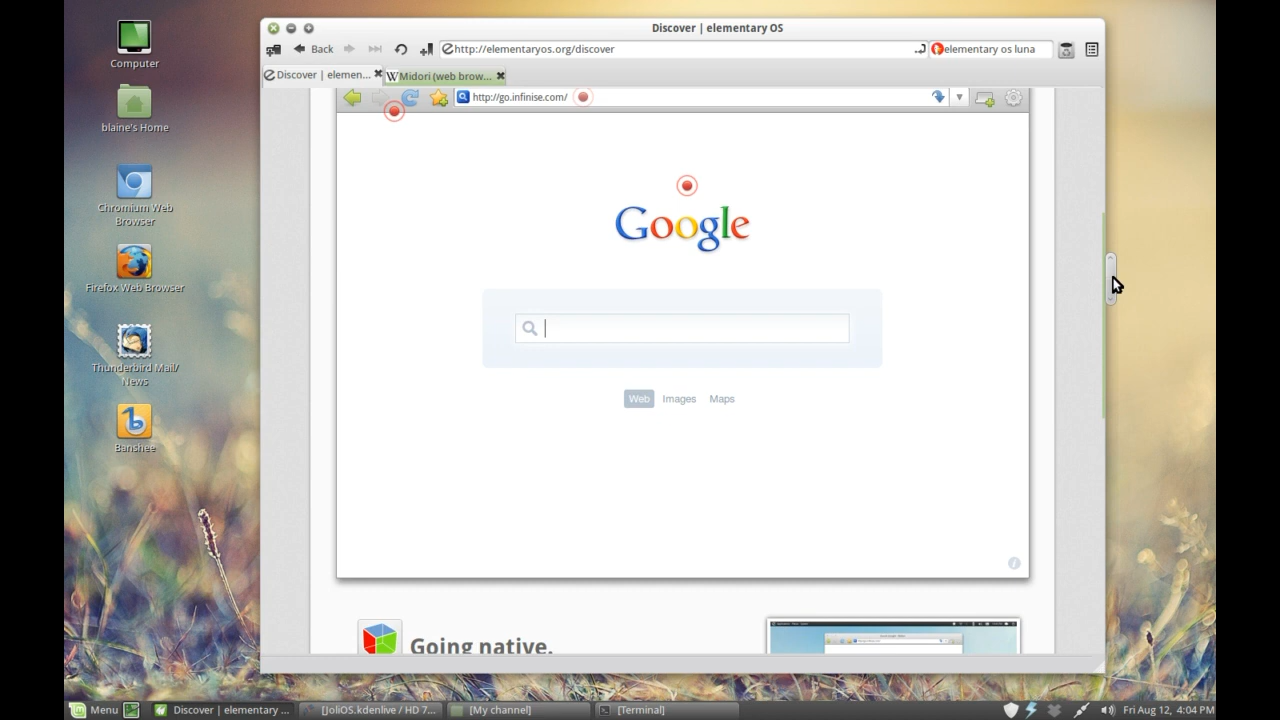 Computer
blaine's Home
Chromium Web
Browser
Firefox Web Browser
Thunderbird Mail/
News
Banshee
Discover | elementary OS
Back
http://elementaryos.org/discover
elementary os luna
Discover | elemen...
Midori (web brow...
http://go.infinise.com/
Google
Web Images Maps
Going native.
Menu
Discover | elementary ...
[JoliOS.kdenlive / HD 7...
[My channel]
[Terminal]
Fri Aug 12, 4:04 PM